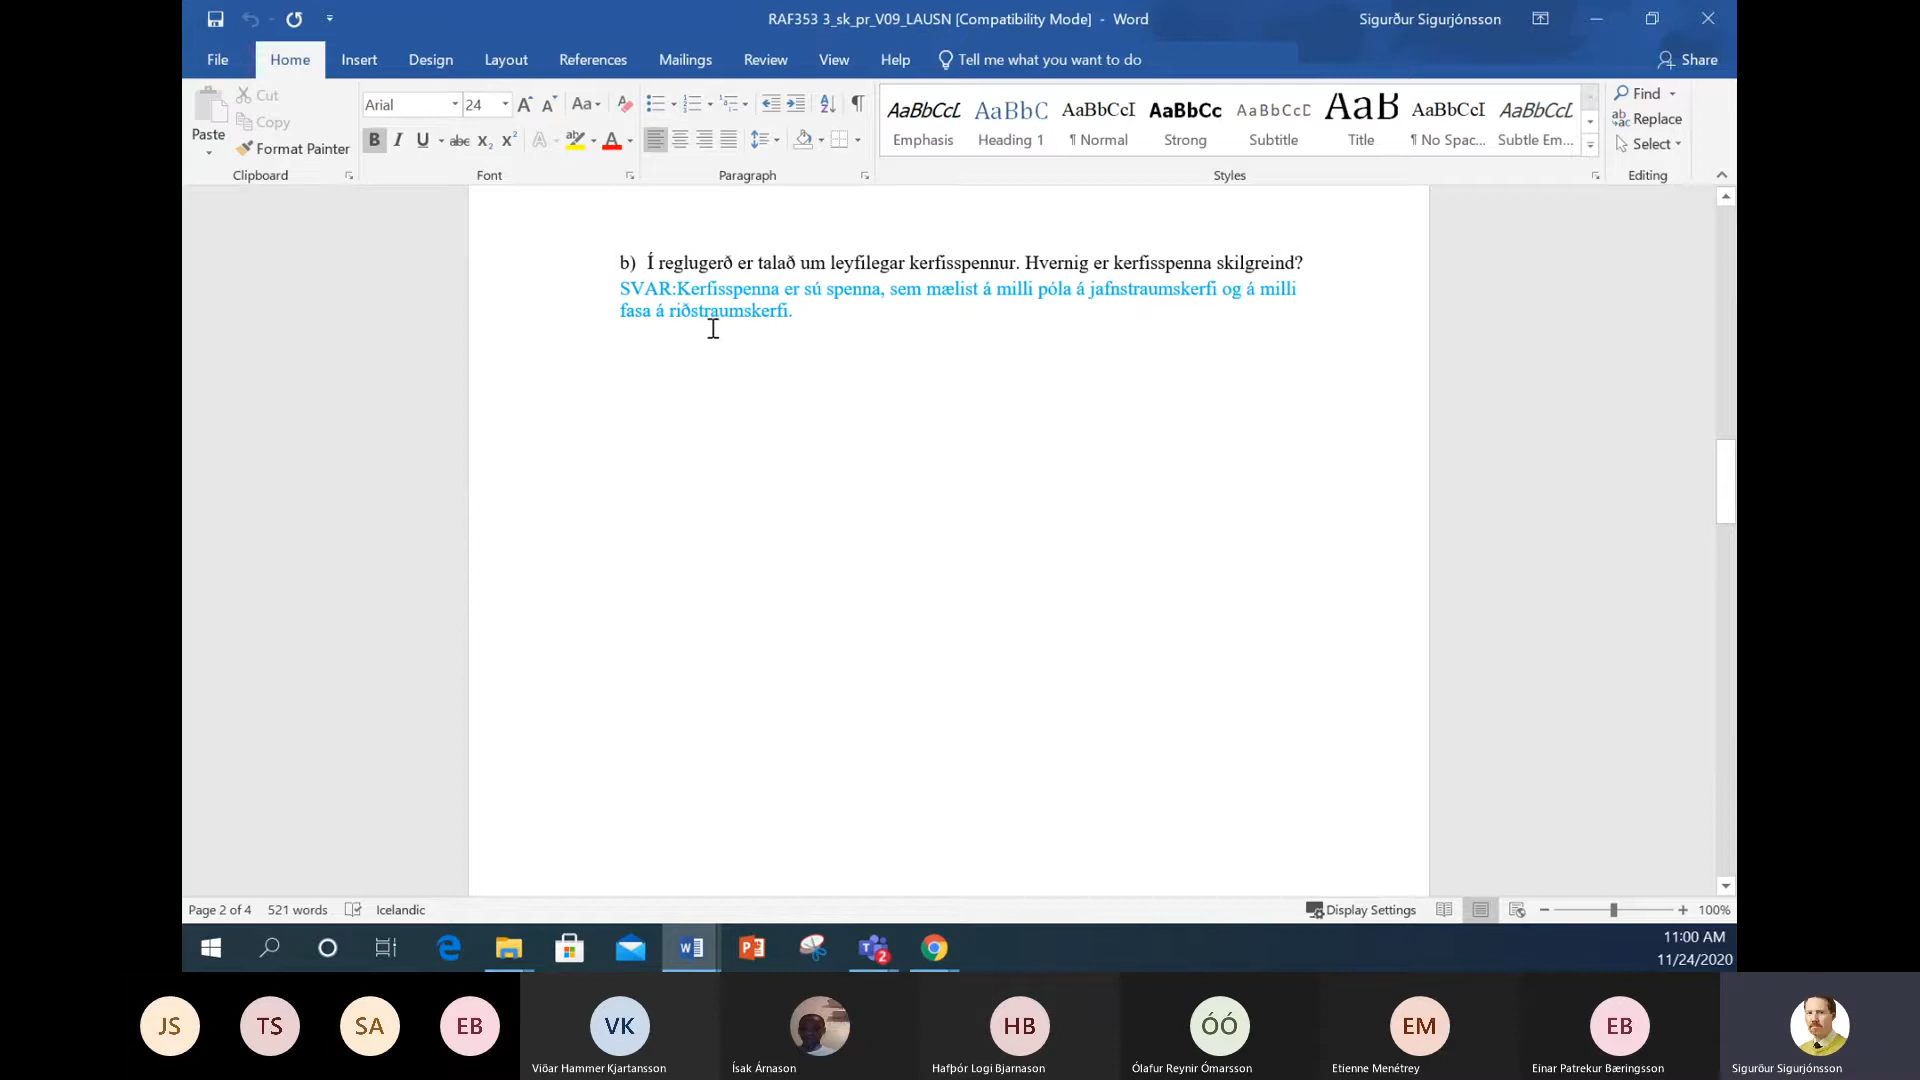 RAF353 3_sk_pr_V09_LAUSN [Compatibility Mode] - Word
Sigurður Sigurjónsson
File Home Insert Design Layout References Mailings Review View Help Tell me what you want to do
Share
Paste
Cut
Copy
Format Painter
Clipboard
Arial 24
Font
Paragraph
AaBbCcL AaBbC AaBbCcI AaBbCc AaBbCcD AaB AaBbCcI AaBbCcL
Emphasis Heading 1 ¶ Normal Strong Subtitle Title ¶ No Spac... Subtle Em...
Styles
Find
Replace
Select
Editing
b) Í reglugerð er talað um leyfilegar kerfisspennur. Hvernig er kerfisspenna skilgreind?
SVAR:Kerfisspenna er sú spenna, sem mælist á milli póla á jafnstraumskerfi og á milli
fasa á riðstraumskerfi.
Page 2 of 4 521 words Icelandic
Display Settings
100%
2
11:00 AM
11/24/2020
JS TS SA EB VK HB ÓÓ EM EB
Viðar Hammer Kjartansson Ísak Árnason Hafþór Logi Bjarnason Ólafur Reynir Ómarsson Etienne Menétrey Einar Patrekur Bæringsson Sigurður Sigurjónsson